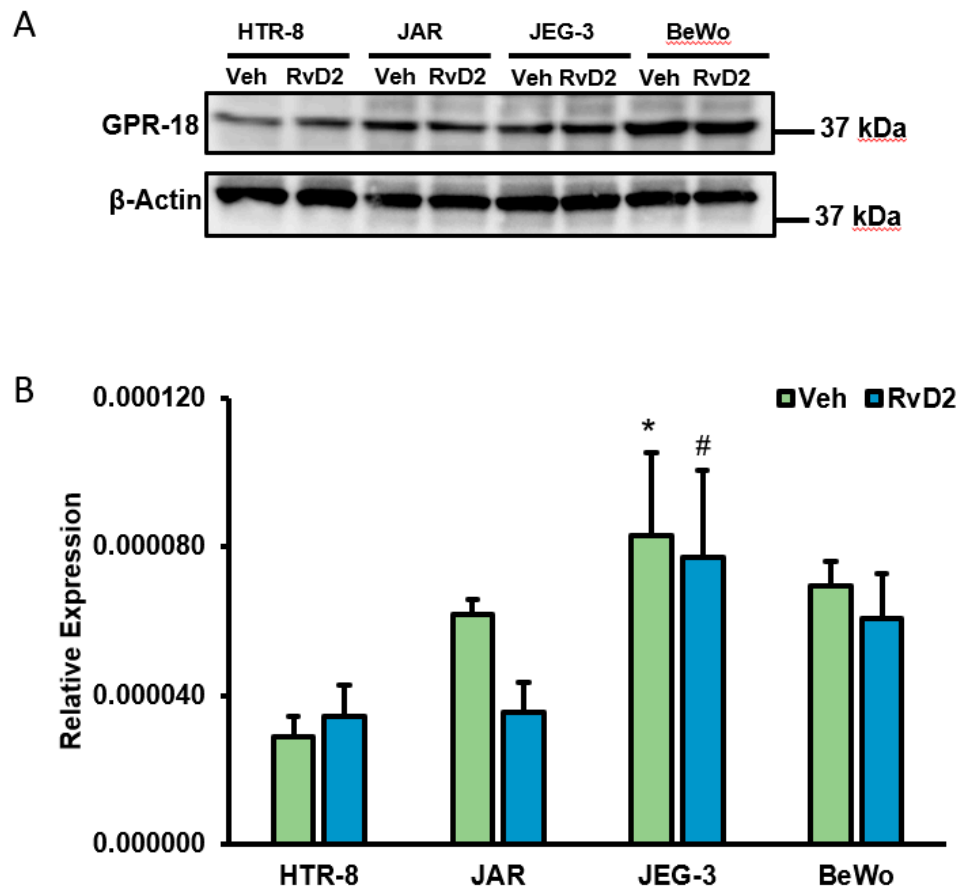 A
HTR-8 JAR JEG-3 BeWo
Veh RvD2 Veh RvD2 Veh RvD2 Veh RvD2
GPR-18 37 kDa
β-Actin 37 kDa
B
Veh RvD2
Relative Expression
0.000120
0.000080
0.000040
0.000000
* #
HTR-8 JAR JEG-3 BeWo